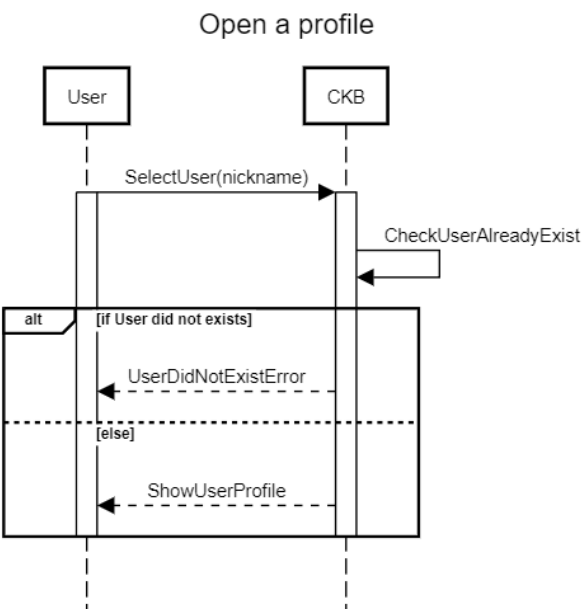 Open a profile
User
CKB
SelectUser(nickname)
CheckUserAlreadyExist
alt
[if User did not exists]
UserDidNotExistError
[else]
ShowUserProfile